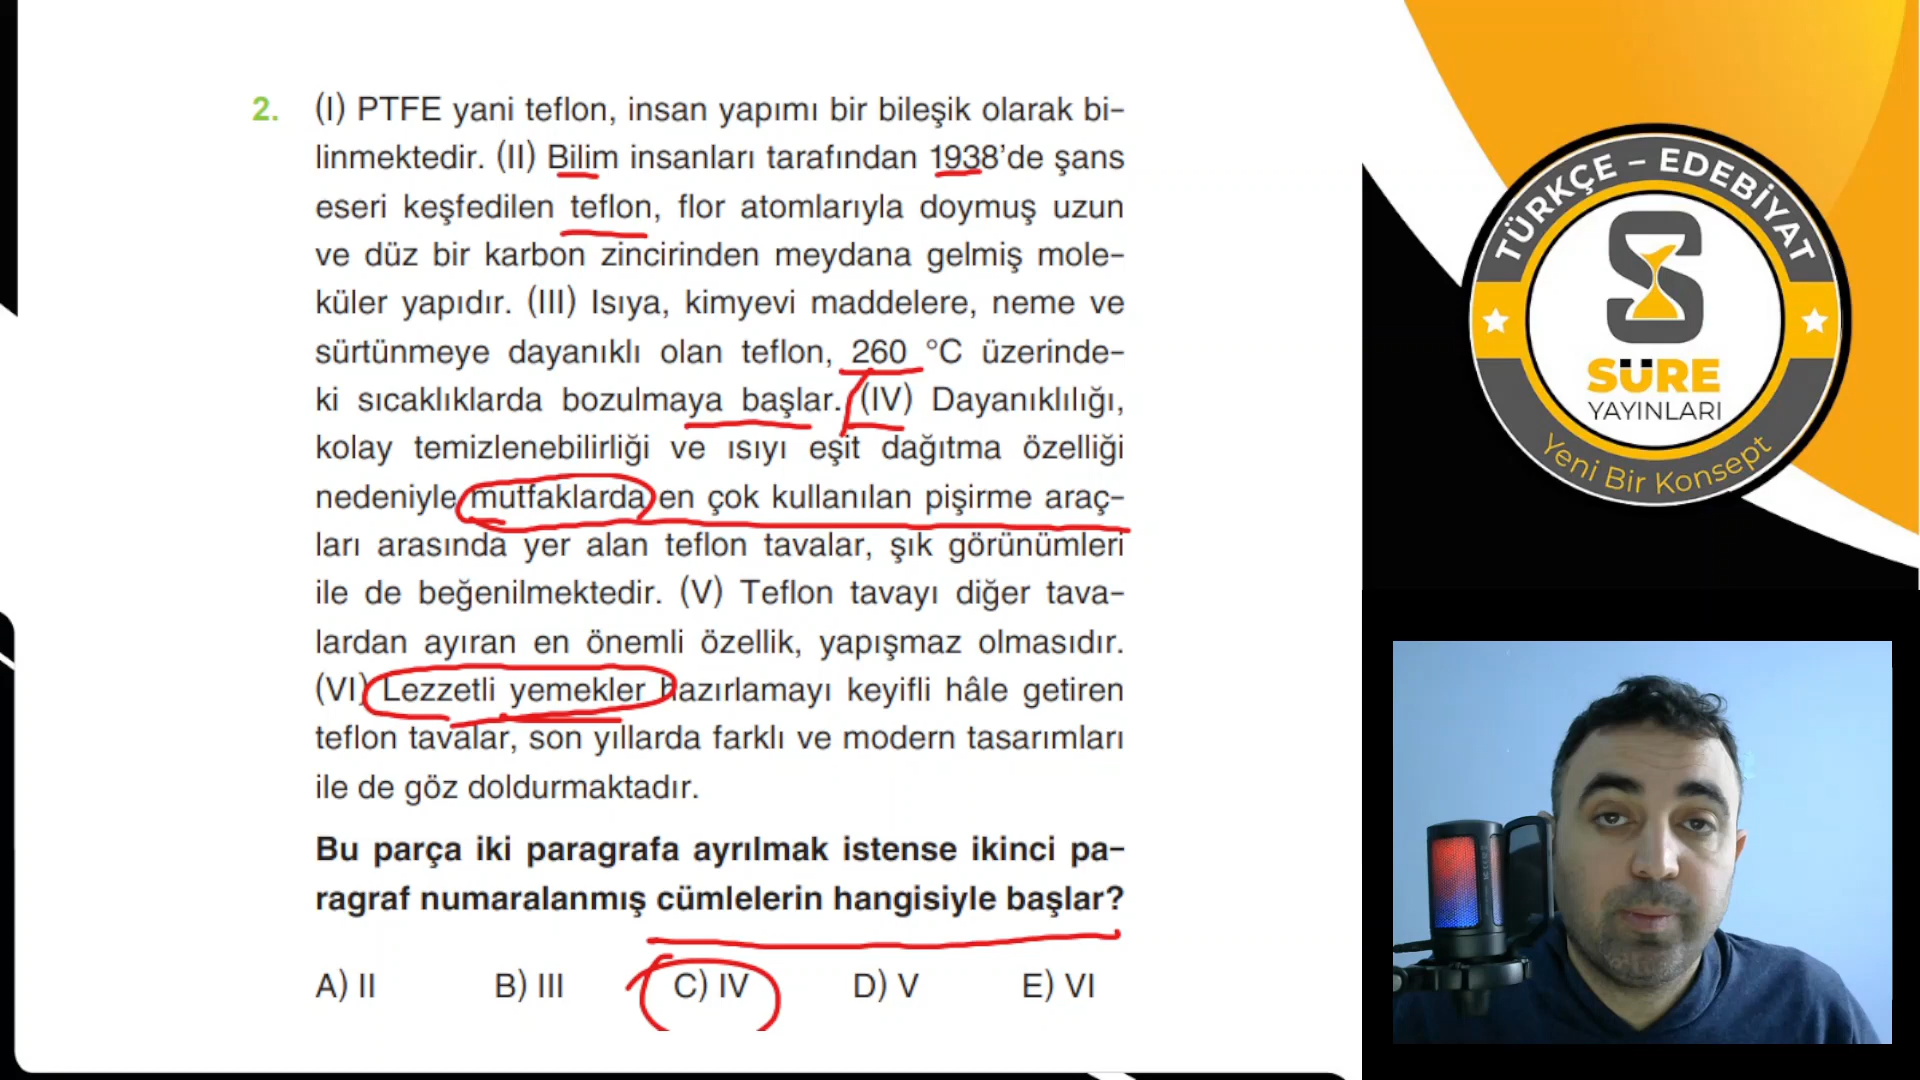 2. (I) PTFE yani teflon, insan yapımı bir bileşik olarak bi-
linmektedir. (II) Bilim insanları tarafından 1938’de şans
eseri keşfedilen teflon, flor atomlarıyla doymuş uzun
ve düz bir karbon zincirinden meydana gelmiş mole-
küler yapıdır. (III) Isıya, kimyevi maddelere, neme ve
sürtünmeye dayanıklı olan teflon, 260 °C üzerinde-
ki sıcaklıklarda bozulmaya başlar. (IV) Dayanıklılığı,
kolay temizlenebilirliği ve ısıyı eşit dağıtma özelliği
nedeniyle mutfaklarda en çok kullanılan pişirme araç-
ları arasında yer alan teflon tavalar, şık görünümleri
ile de beğenilmektedir. (V) Teflon tavayı diğer tava-
lardan ayıran en önemli özellik, yapışmaz olmasıdır.
(VI) Lezzetli yemekler hazırlamayı keyifli hâle getiren
teflon tavalar, son yıllarda farklı ve modern tasarımları
ile de göz doldurmaktadır.
Bu parça iki paragrafa ayrılmak istense ikinci pa-
ragraf numaralanmış cümlelerin hangisiyle başlar?
A) II B) III C) IV D) V E) VI
TÜRKÇE – EDEBİYAT
S
SÜRE
YAYINLARI
Yeni Bir Konsept